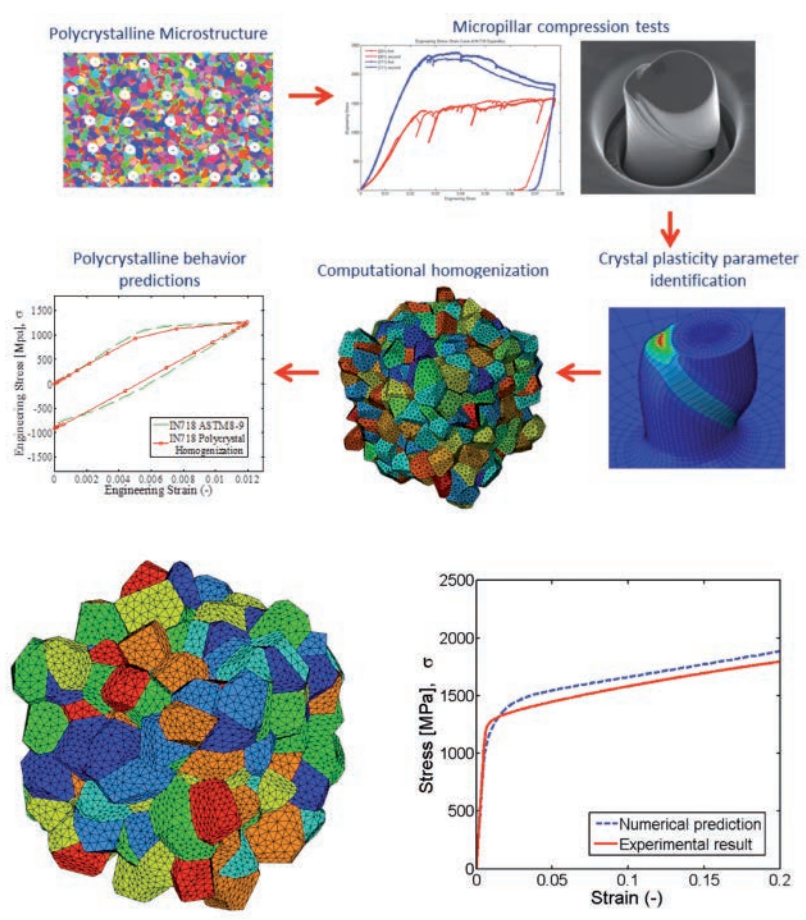 Polycrystalline Microstructure
Micropillar compression tests
Crystal plasticity parameter
identification
Computational homogenization
Polycrystalline behavior
predictions
Engineering Stress [Mpa], σ
1500
1000
500
0
-500
-1000
-1500
0
0.002
0.004
0.006
0.008
0.01
0.012
Engineering Strain (-)
IN718 ASTM8-9
IN718 Polycrystal
Homogenization
Stress [MPa], σ
2500
2000
1500
1000
500
0
0
0.05
0.1
0.15
0.2
Strain (-)
Numerical prediction
Experimental result